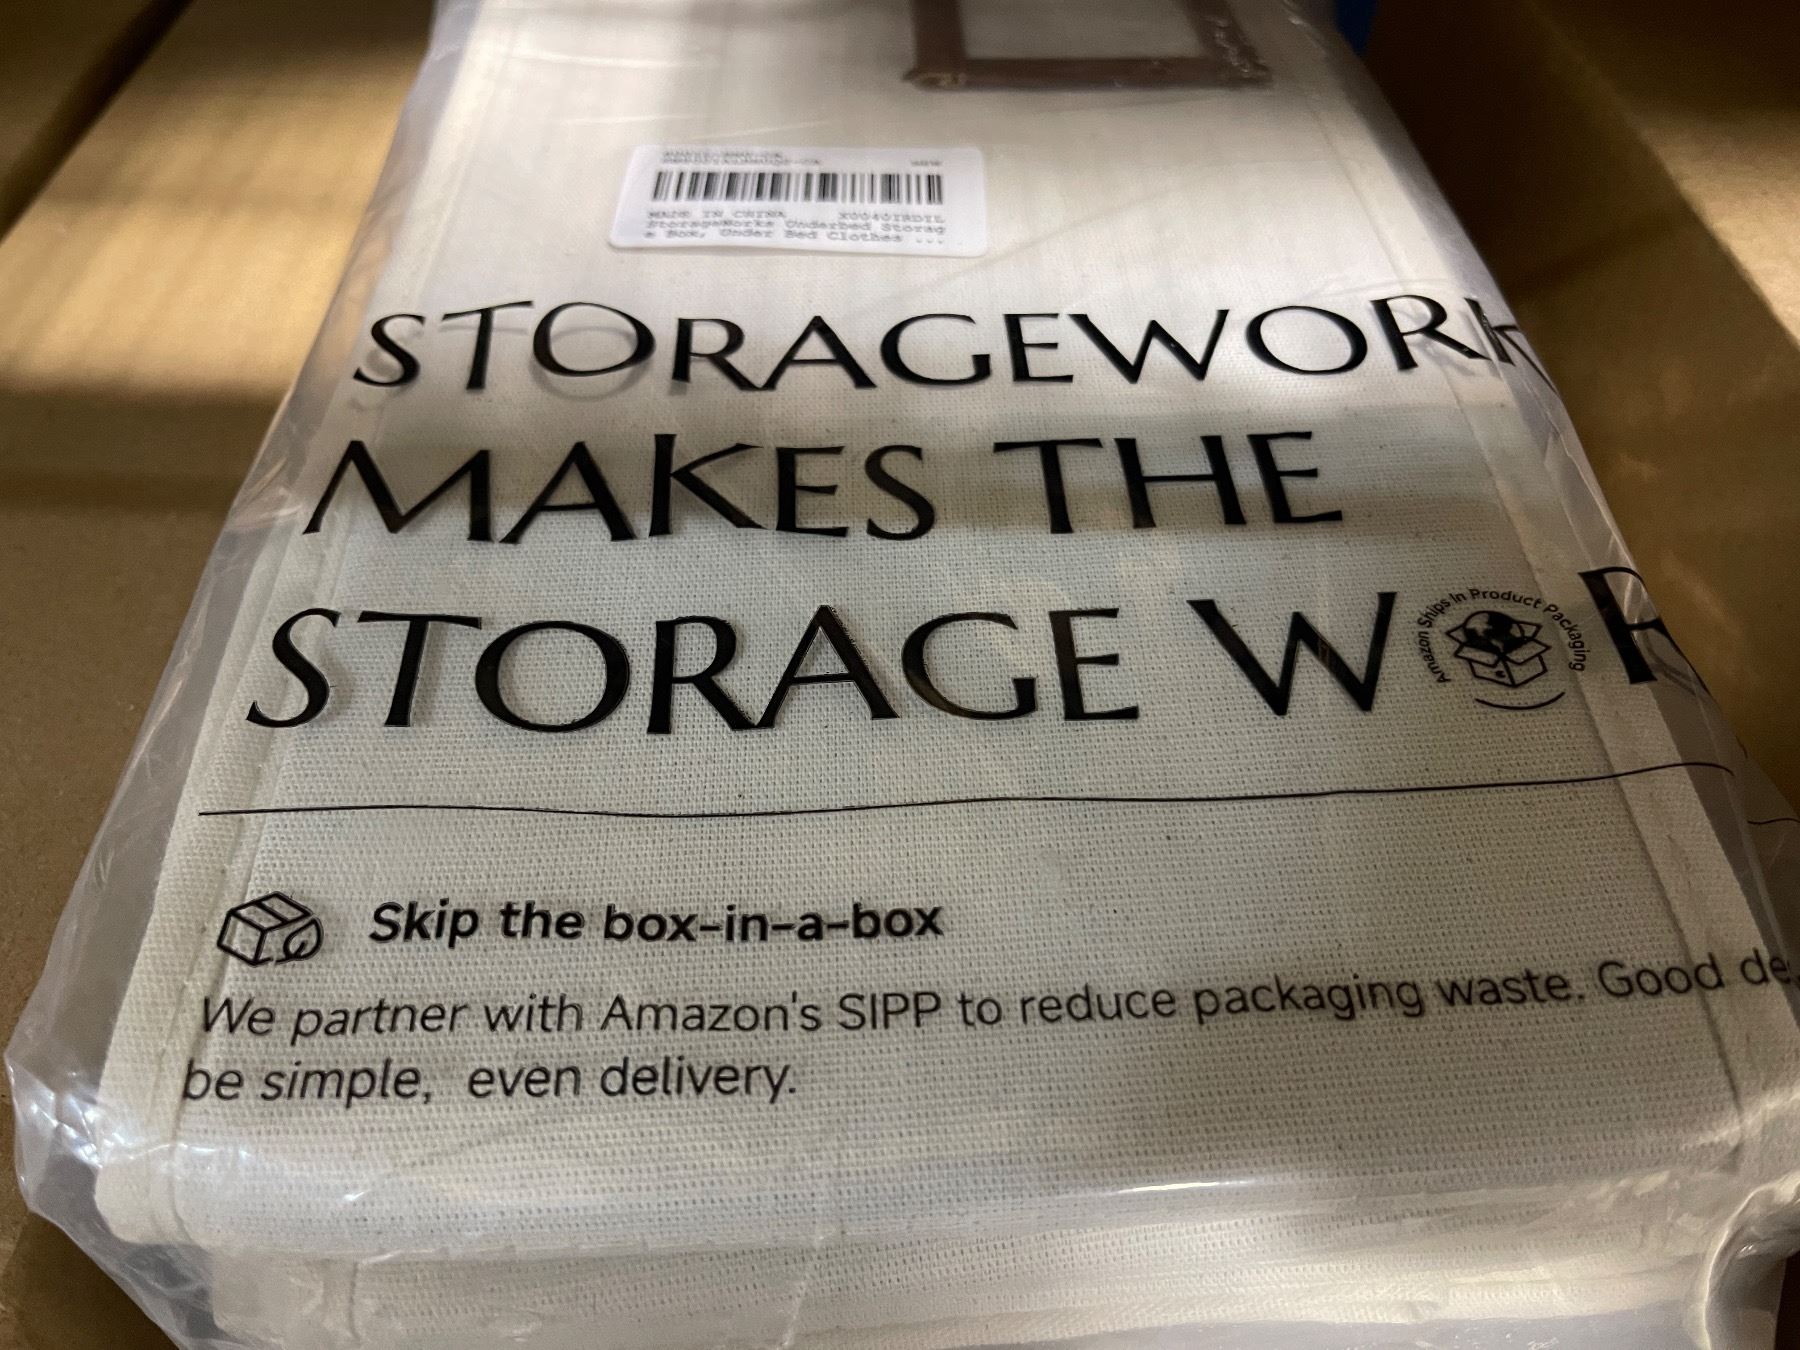 new
MADE IN CHINA X0040IRDIL
StorageWorks Underbed Storag
e Box, Under Bed Clothes ...
STORAGEWORK
MAKES THE
STORAGE W R
Amazon Ships In Product Packaging
Skip the box-in-a-box
We partner with Amazon's SIPP to reduce packaging waste. Good de
be simple, even delivery.